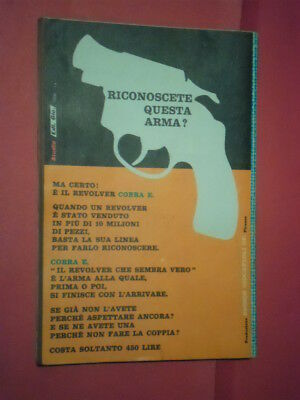 RICONOSCETE
QUESTA
ARMA?
MA CERTO!
È IL REVOLVER COBRA E.
QUANDO UN REVOLVER
È STATO VENDUTO
IN PIÙ DI 10 MILIONI
DI PEZZI,
BASTA LA SUA LINEA
PER FARLO RICONOSCERE.
COBRA E.
"IL REVOLVER CHE SEMBRA VERO"
È L'ARMA ALLA QUALE,
PRIMA O POI,
SI FINISCE CON L'ARRIVARE.
SE GIÀ NON L'AVETE
PERCHÈ ASPETTARE ANCORA?
E SE NE AVETE UNA
PERCHÈ NON FARE LA COPPIA?
COSTA SOLTANTO 450 LIRE
Studio
Produzione
Firenze